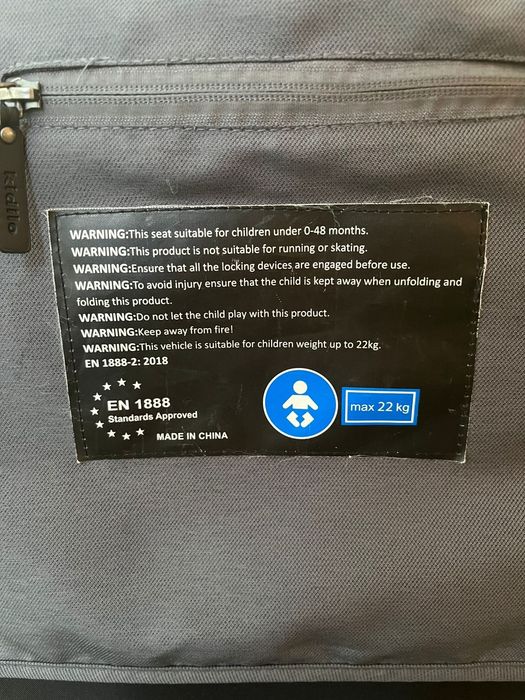 kidilo
WARNING:This seat suitable for children under 0-48 months.
WARNING:This product is not suitable for running or skating.
WARNING:Ensure that all the locking devices are engaged before use.
WARNING:To avoid injury ensure that the child is kept away when unfolding and
folding this product.
WARNING:Do not let the child play with this product.
WARNING:Keep away from fire!
WARNING:This vehicle is suitable for children weight up to 22kg.
EN 1888-2: 2018
EN 1888
Standards Approved
MADE IN CHINA
max 22 kg